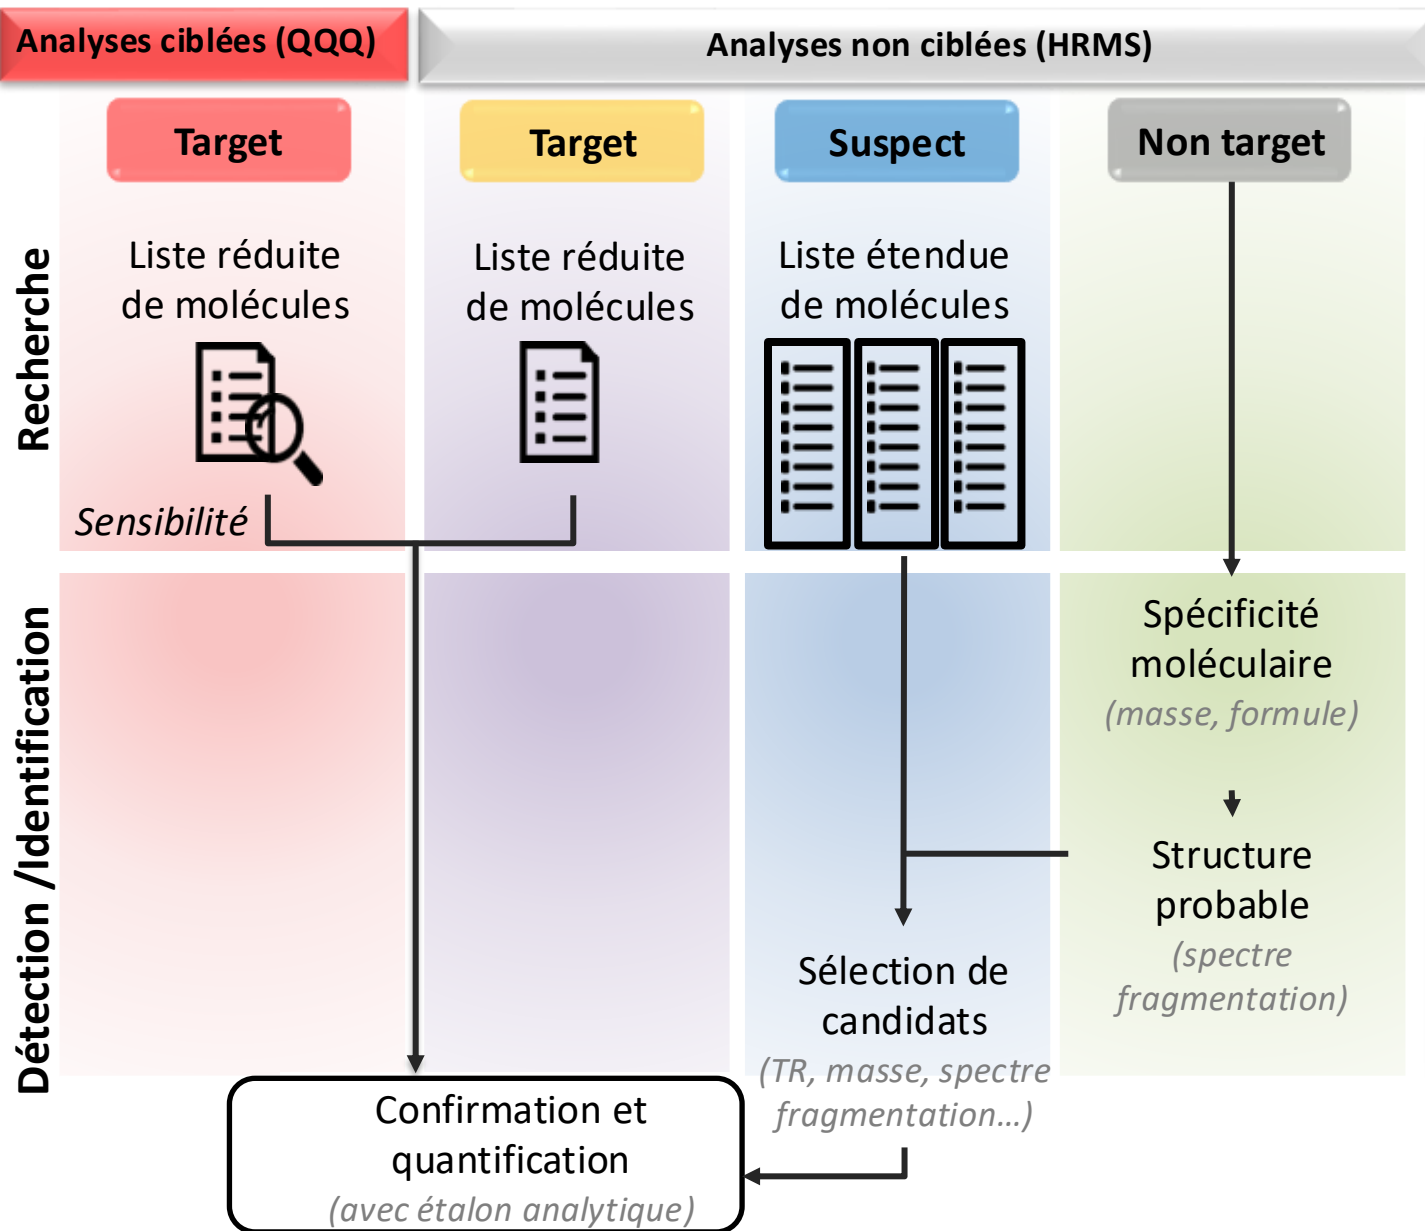 Analyses ciblées (QQQ)
Analyses non ciblées (HRMS)
Target
Target
Suspect
Non target
Recherche
Liste réduite
de molécules
Liste réduite
de molécules
Liste étendue
de molécules
Sensibilité
Détection /Identification
Spécificité
moléculaire
(masse, formule)
Structure
probable
(spectre
fragmentation)
Sélection de
candidats
(TR, masse, spectre
fragmentation...)
Confirmation et
quantification
(avec étalon analytique)